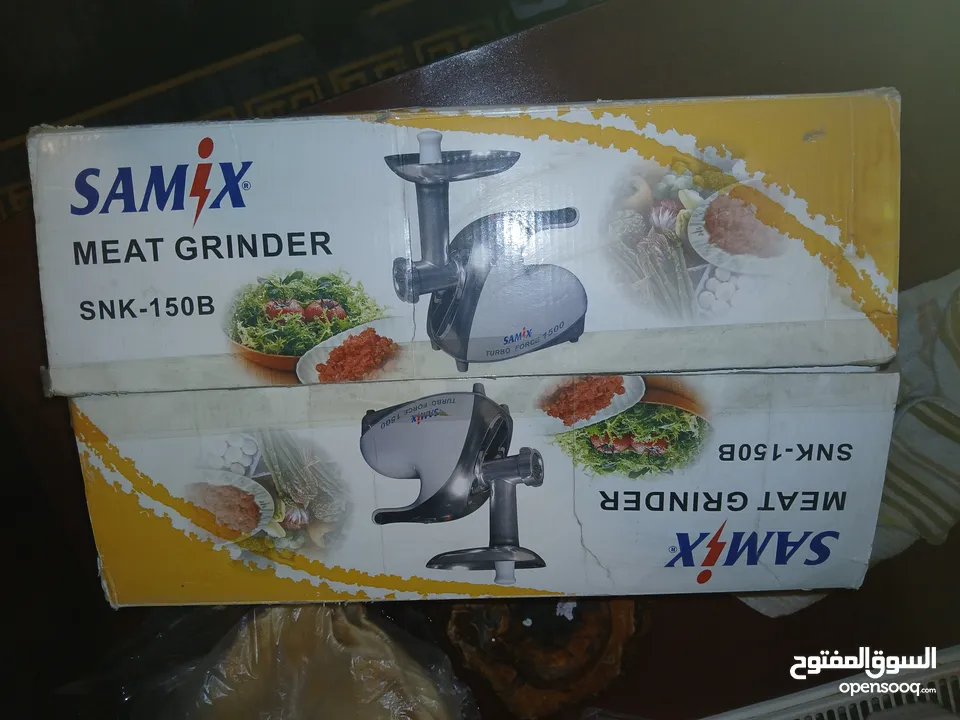 SAMiX®
MEAT GRINDER
SNK-150B
SAMiX
TURBO FORCE 1500
SAMiX
TURBO FORCE 1500
SNK-150B
MEAT GRINDER
SAMiX®
السوق المفتوح
opensooq.com